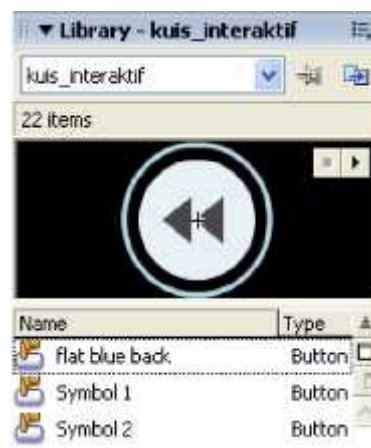 Library - kuis_interaktif
kuis_interaktif
22 items
Name Type
flat blue back Button
Symbol 1 Button
Symbol 2 Button